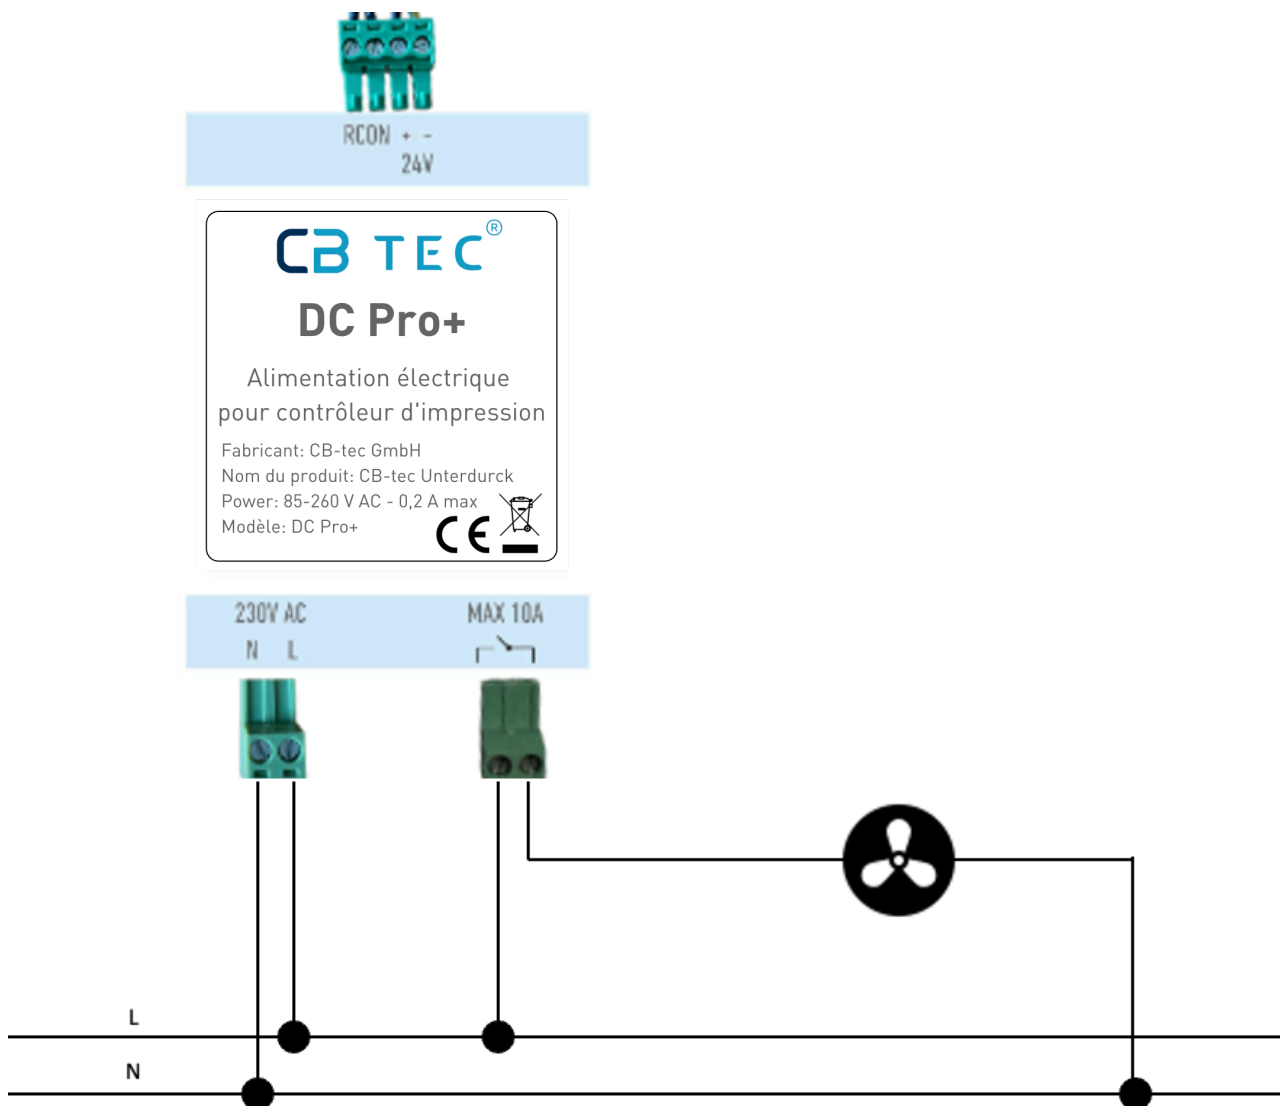 RCON + -
24V
CB TEC®
DC Pro+
Alimentation électrique
pour contrôleur d'impression
Fabricant: CB-tec GmbH
Nom du produit: CB-tec Unterdurck
Power: 85-260 V AC - 0,2 A max
Modèle: DC Pro+
CE
230V AC MAX 10A
N L
L
N